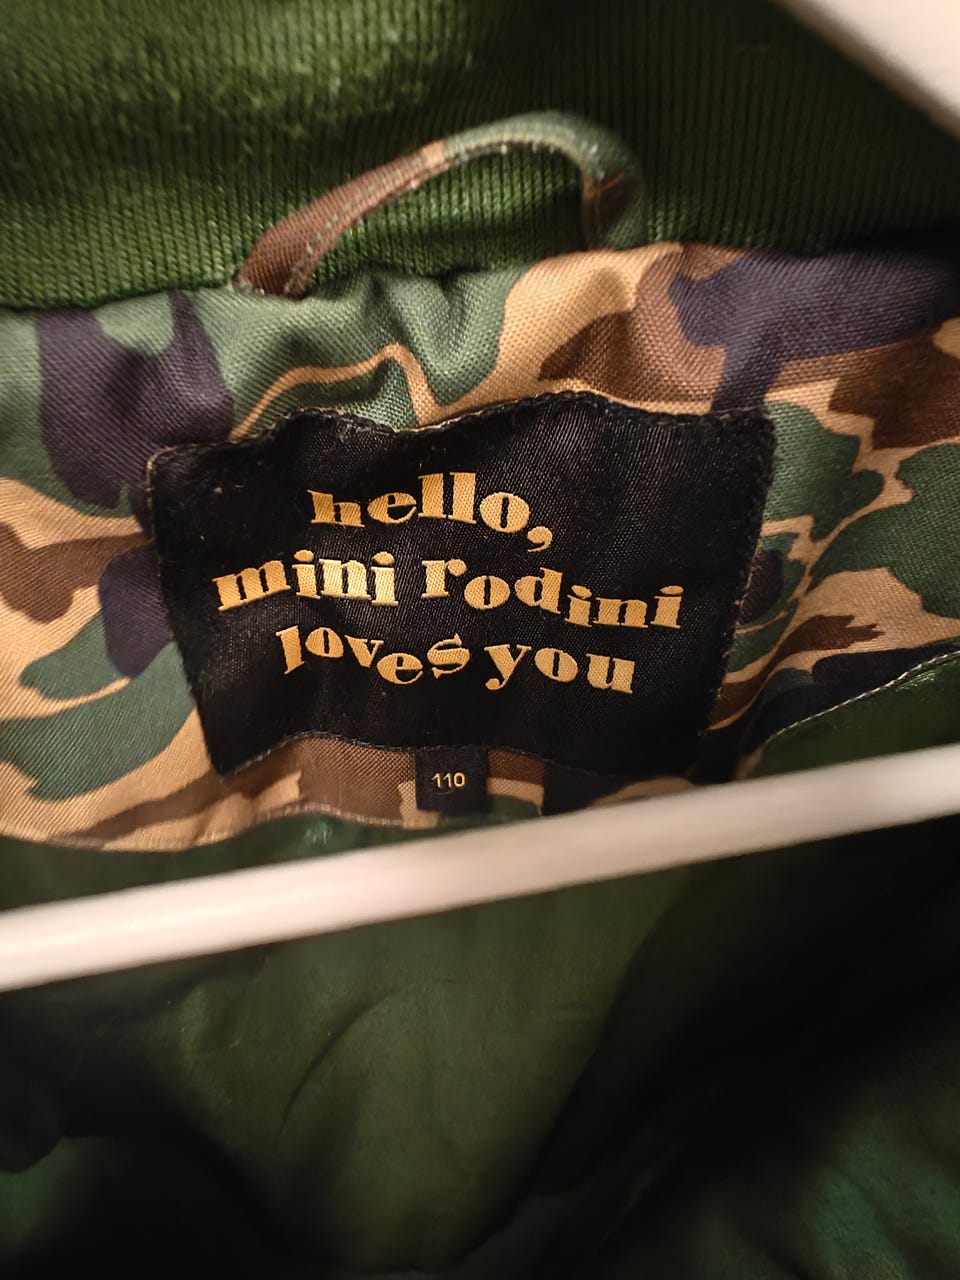 hello,
mini rodini
loves you
110